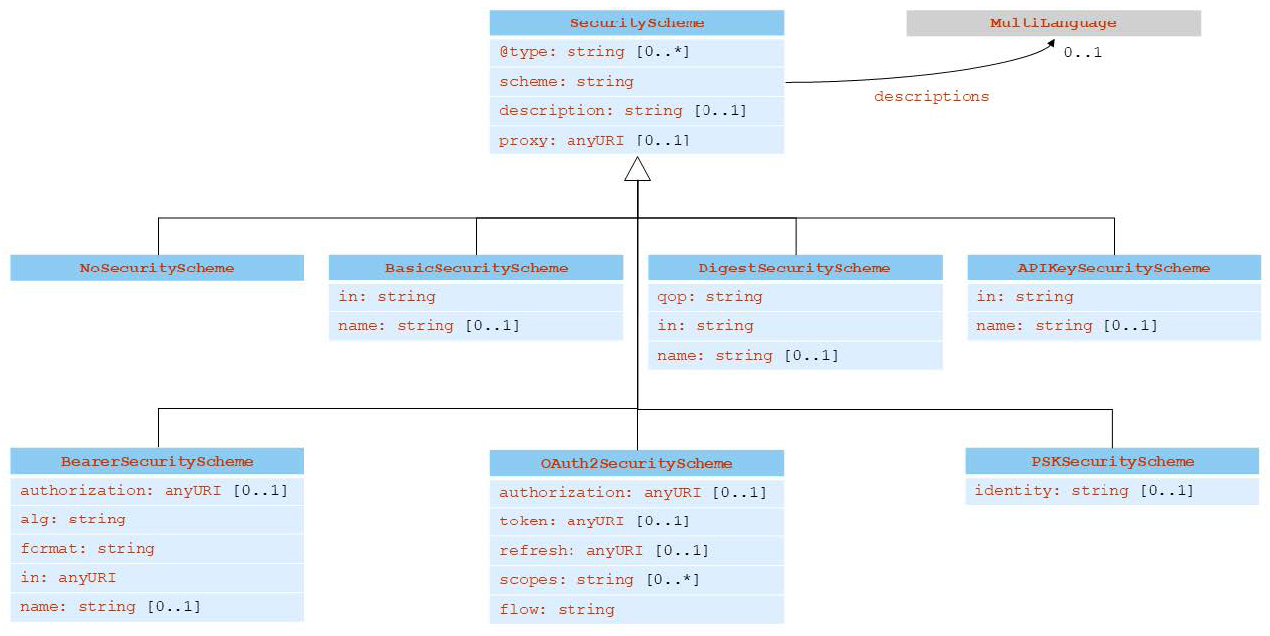 SecurityScheme
@type: string [0..*]
scheme: string
description: string [0..1]
proxy: anyURI [0..1]
MultiLanguage
0..1
descriptions
NoSecurityScheme
BasicSecurityScheme
in: string
name: string [0..1]
DigestSecurityScheme
qop: string
in: string
name: string [0..1]
APIKeySecurityScheme
in: string
name: string [0..1]
BearerSecurityScheme
authorization: anyURI [0..1]
alg: string
format: string
in: anyURI
name: string [0..1]
OAuth2SecurityScheme
authorization: anyURI [0..1]
token: anyURI [0..1]
refresh: anyURI [0..1]
scopes: string [0..*]
flow: string
PSKSecurityScheme
identity: string [0..1]